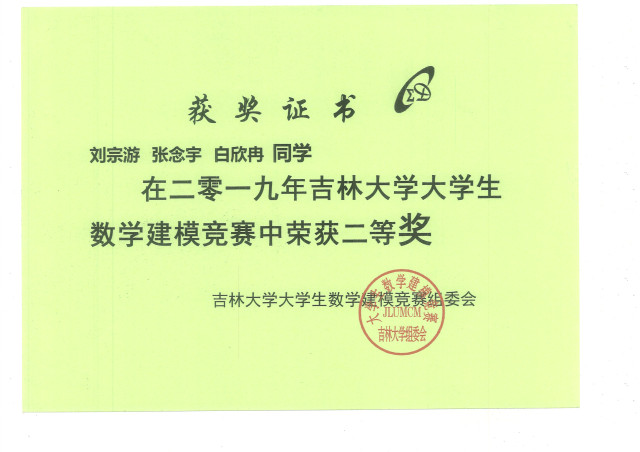 获奖证书
刘宗游 张念宇 白欣冉 同学
在二零一九年吉林大学大学生
数学建模竞赛中荣获二等奖
吉林大学大学生数学建模竞赛组委会
大学生数学建模竞赛
JLUMCM
吉林大学组委会